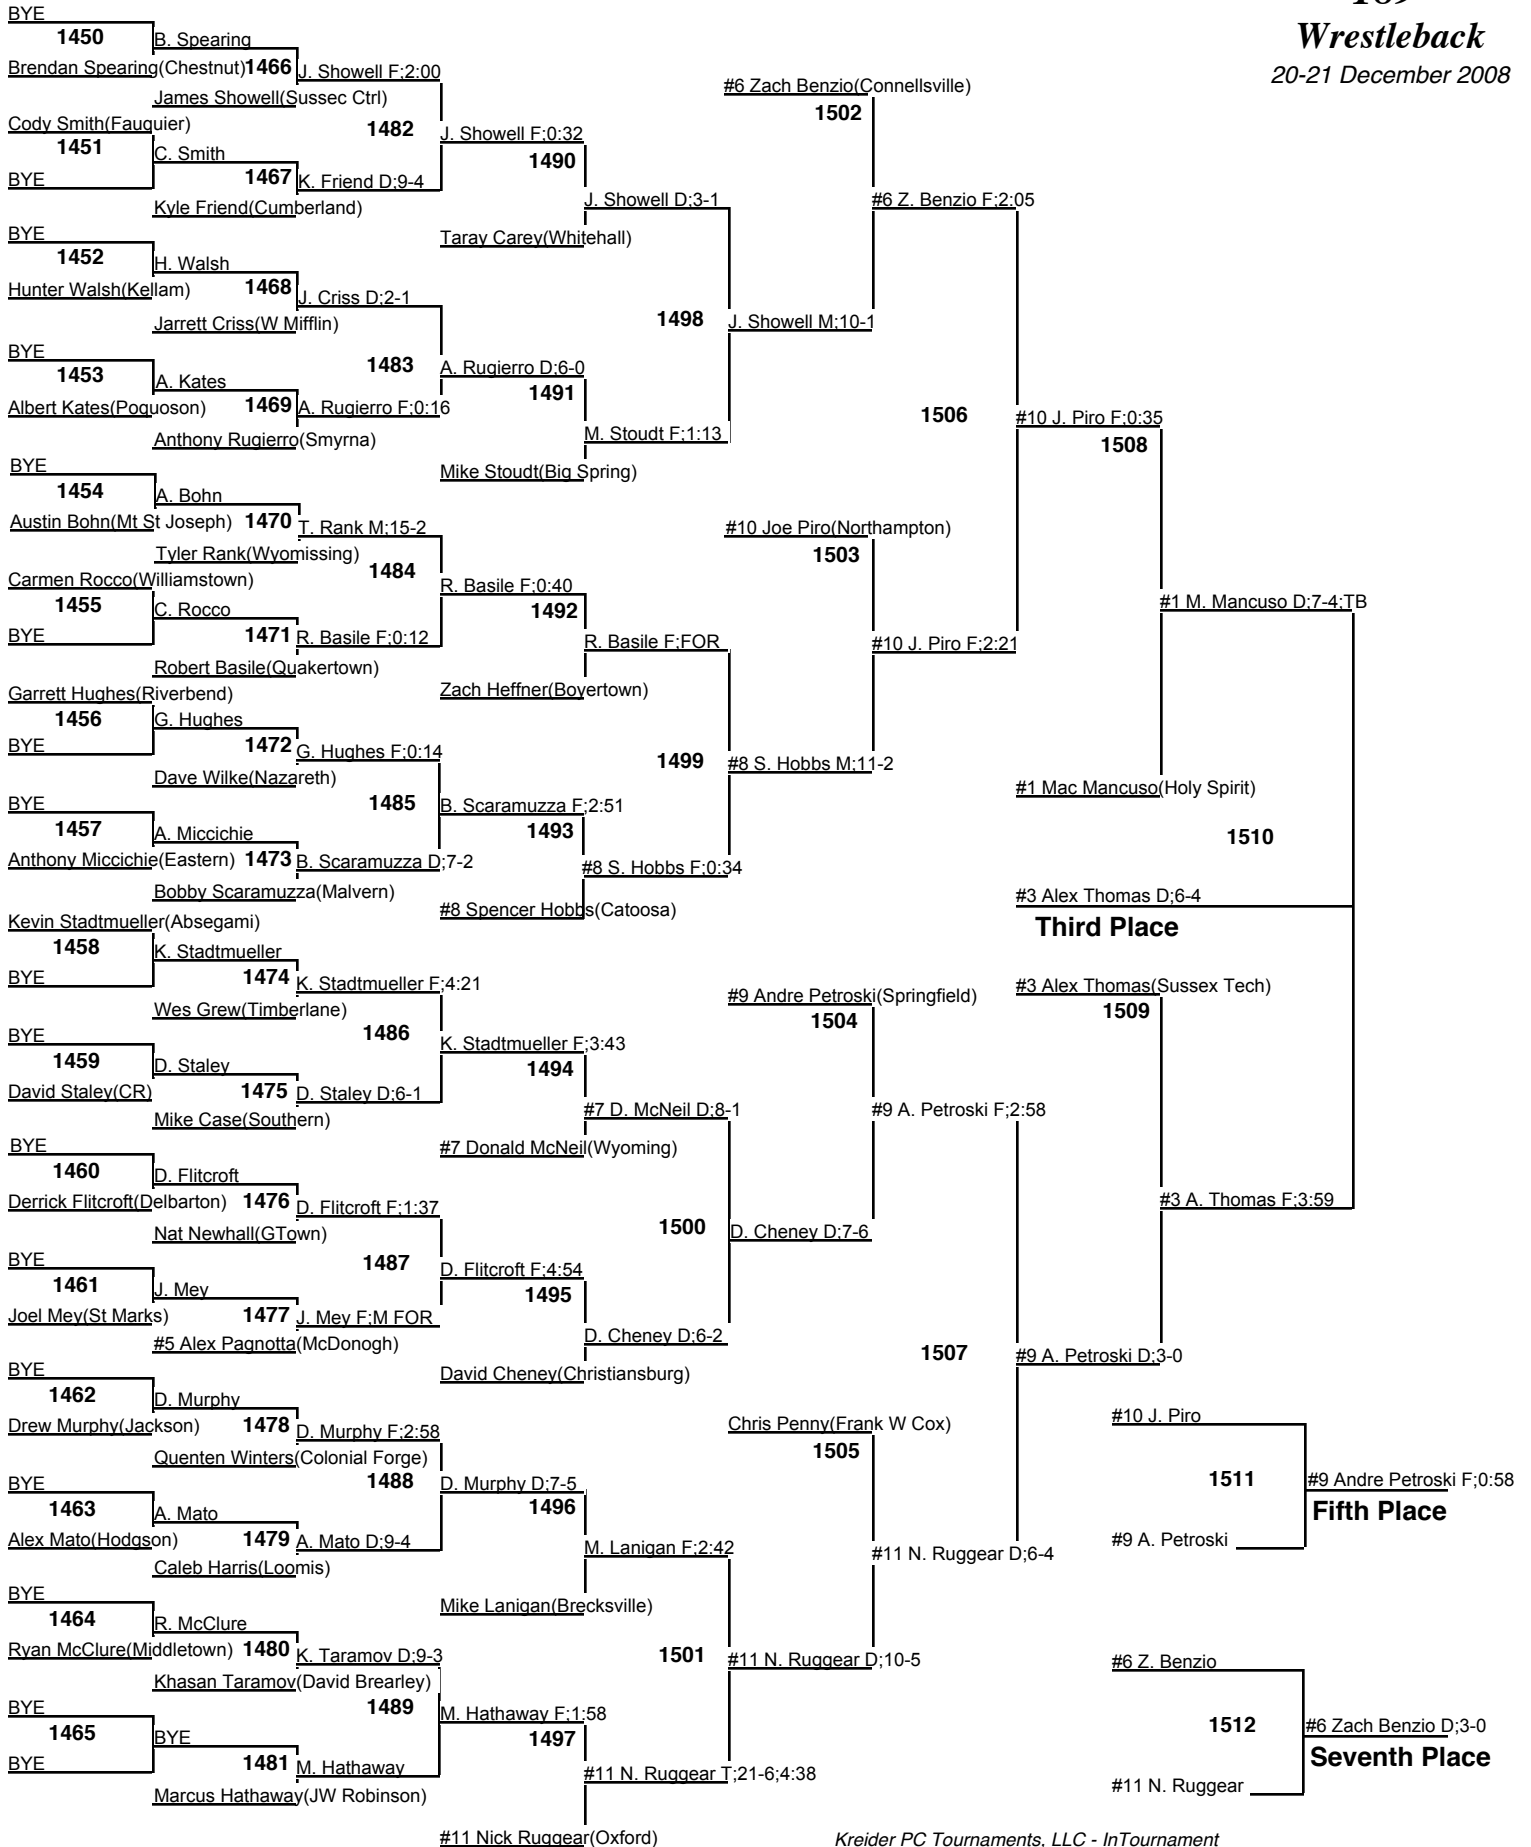 Wrestleback
20-21 December 2008
BYE
1450
B. Spearing
Brendan Spearing(Chestnut)
1466
J. Showell F;2:00
James Showell(Sussec Ctrl)
Cody Smith(Fauquier)
1482
1451
C. Smith
J. Showell F;0:32
1490
BYE
1467
K. Friend D;9-4
Kyle Friend(Cumberland)
J. Showell D;3-1
BYE
Taray Carey(Whitehall)
1452
H. Walsh
Hunter Walsh(Kellam)
1468
J. Criss D;2-1
Jarrett Criss(W Mifflin)
1498
J. Showell M;10-1
BYE
1483
1453
A. Rugierro D;6-0
1491
A. Kates
Albert Kates(Poquoson)
1469
A. Rugierro F;0:16
Anthony Rugierro(Smyrna)
M. Stoudt F;1:13
BYE
Mike Stoudt(Big Spring)
1454
A. Bohn
Austin Bohn(Mt St Joseph)
1470
T. Rank M;15-2
Tyler Rank(Wyomissing)
Carmen Rocco(Williamstown)
1484
1455
C. Rocco
R. Basile F;0:40
1492
BYE
1471
R. Basile F;0:12
R. Basile F;FOR
Robert Basile(Quakertown)
Garrett Hughes(Riverbend)
Zach Heffner(Boyertown)
1456
G. Hughes
BYE
1472
G. Hughes F;0:14
1499
#8 S. Hobbs M;11-2
Dave Wilke(Nazareth)
BYE
1485
B. Scaramuzza F;2:51
1457
A. Miccichie
1493
Anthony Miccichie(Eastern)
1473
B. Scaramuzza D;7-2
#8 S. Hobbs F;0:34
Bobby Scaramuzza(Malvern)
#8 Spencer Hobbs(Catoosa)
Kevin Stadtmueller(Absegami)
1458
K. Stadtmueller
BYE
1474
K. Stadtmueller F;4:21
Wes Grew(Timberlane)
BYE
1486
K. Stadtmueller F;3:43
1459
D. Staley
1494
David Staley(CR)
1475
D. Staley D;6-1
#7 D. McNeil D;8-1
Mike Case(Southern)
BYE
#7 Donald McNeil(Wyoming)
1460
D. Flitcroft
Derrick Flitcroft(Delbarton)
1476
D. Flitcroft F;1:37
1500
D. Cheney D;7-6
Nat Newhall(GTown)
BYE
1487
D. Flitcroft F;4:54
1461
J. Mey
1495
Joel Mey(St Marks)
1477
J. Mey F;M FOR
D. Cheney D;6-2
#5 Alex Pagnotta(McDonogh)
BYE
David Cheney(Christiansburg)
1462
D. Murphy
Drew Murphy(Jackson)
1478
D. Murphy F;2:58
Quenten Winters(Colonial Forge)
BYE
1488
D. Murphy D;7-5
1463
A. Mato
1496
Alex Mato(Hodgson)
1479
A. Mato D;9-4
M. Lanigan F;2:42
Caleb Harris(Loomis)
BYE
Mike Lanigan(Brecksville)
1464
R. McClure
Ryan McClure(Middletown)
1480
K. Taramov D;9-3
1501
#11 N. Ruggear D;10-5
Khasan Taramov(David Brearley)
BYE
1489
M. Hathaway F;1:58
1465
BYE
1497
BYE
1481
M. Hathaway
#11 N. Ruggear T;21-6;4:38
Marcus Hathaway(JW Robinson)
#11 Nick Ruggear(Oxford)
#6 Zach Benzio(Connellsville)
1502
#6 Z. Benzio F;2:05
1506
#10 J. Piro F;0:35
1508
#10 Joe Piro(Northampton)
1503
#1 M. Mancuso D;7-4;TB
#10 J. Piro F;2:21
#1 Mac Mancuso(Holy Spirit)
1510
#3 Alex Thomas D;6-4
Third Place
#9 Andre Petroski(Springfield)
#3 Alex Thomas(Sussex Tech)
1504
1509
#9 A. Petroski F;2:58
#3 A. Thomas F;3:59
1507
#9 A. Petroski D;3-0
Chris Penny(Frank W Cox)
1505
#10 J. Piro
1511
#9 Andre Petroski F;0:58
Fifth Place
#9 A. Petroski
#11 N. Ruggear D;6-4
#6 Z. Benzio
1512
#6 Zach Benzio D;3-0
Seventh Place
#11 N. Ruggear
Kreider PC Tournaments, LLC - InTournament